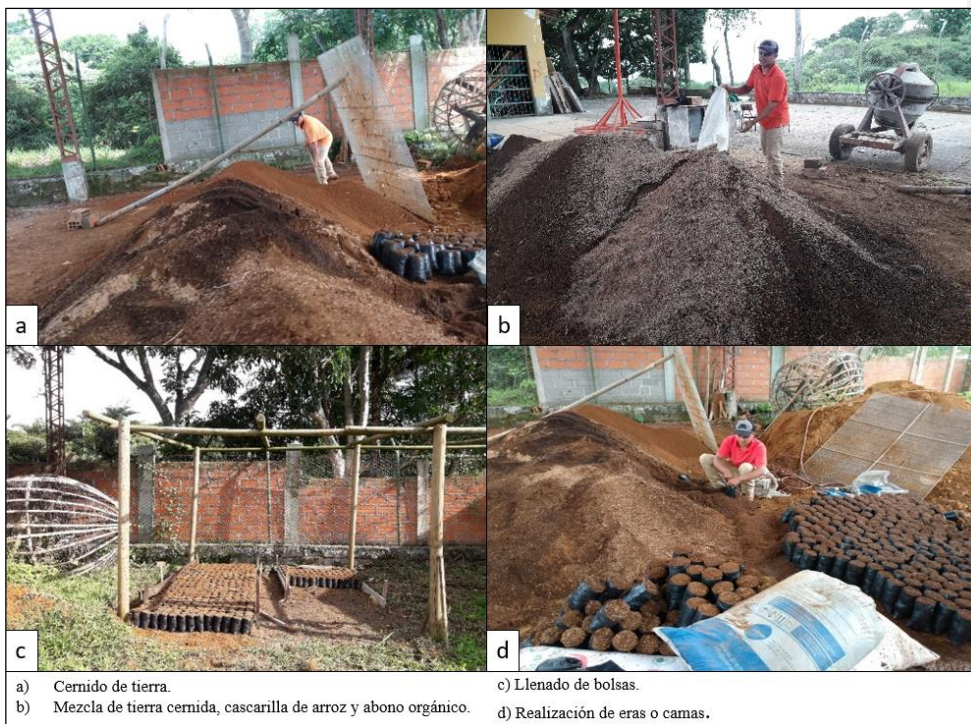 a
b
c
d
a) Cernido de tierra.
b) Mezcla de tierra cernida, cascarilla de arroz y abono orgánico.
c) Llenado de bolsas.
d) Realización de eras o camas.